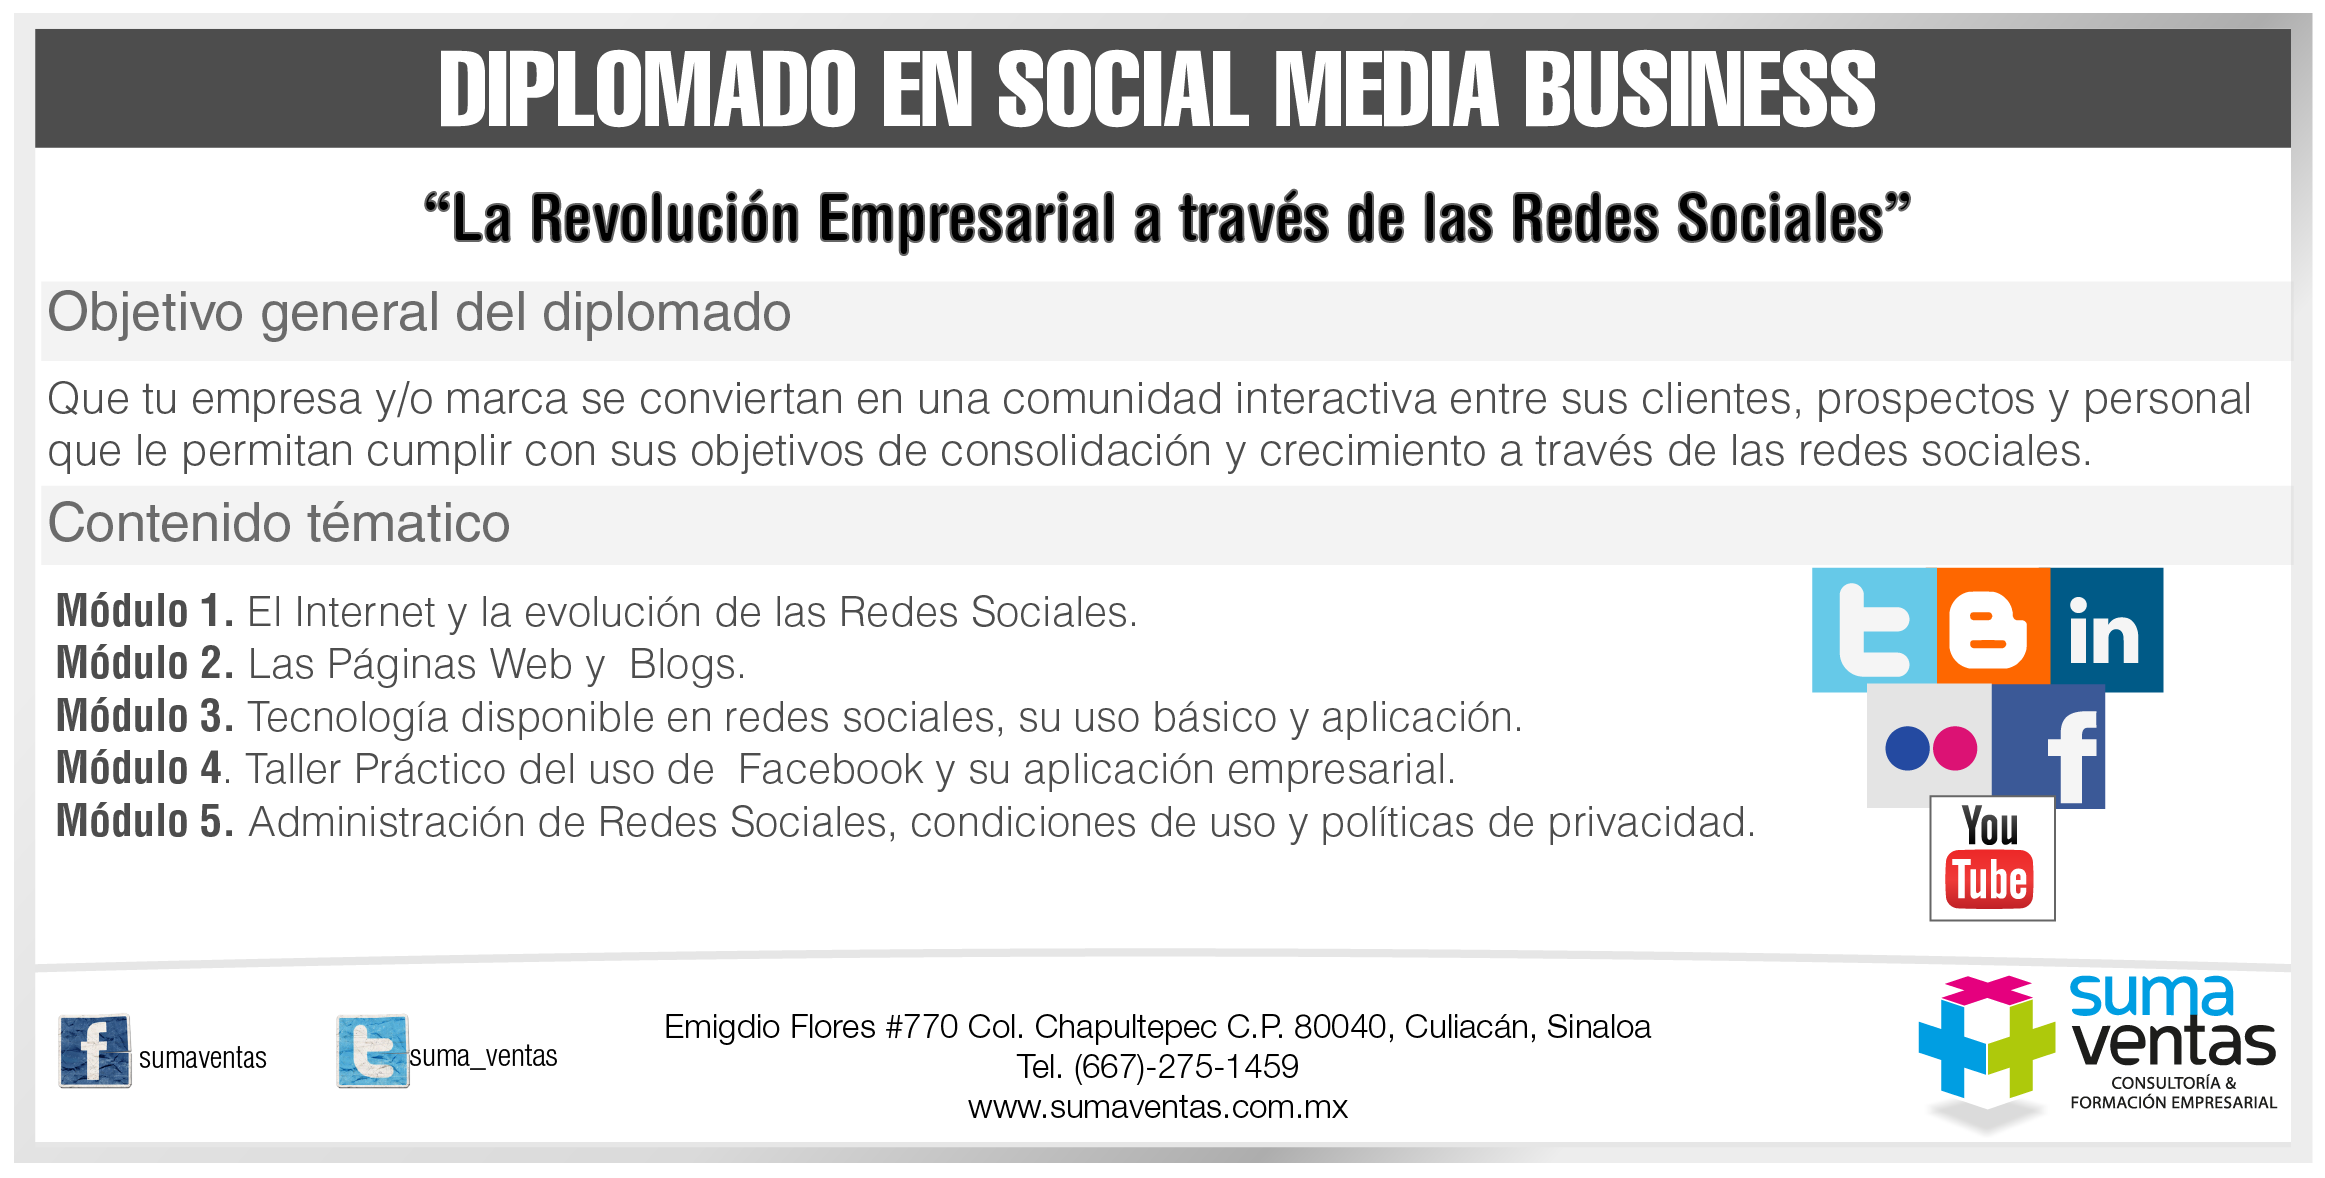 DIPLOMADO EN SOCIAL MEDIA BUSINESS
“La Revolución Empresarial a través de las Redes Sociales”
Objetivo general del diplomado
Que tu empresa y/o marca se conviertan en una comunidad interactiva entre sus clientes, prospectos y personal
que le permitan cumplir con sus objetivos de consolidación y crecimiento a través de las redes sociales.
Contenido tématico
Módulo 1. El Internet y la evolución de las Redes Sociales.
Módulo 2. Las Páginas Web y Blogs.
Módulo 3. Tecnología disponible en redes sociales, su uso básico y aplicación.
Módulo 4. Taller Práctico del uso de Facebook y su aplicación empresarial.
Módulo 5. Administración de Redes Sociales, condiciones de uso y políticas de privacidad.
t B in
f
You
Tube
f sumaventas
t suma_ventas
Emigdio Flores #770 Col. Chapultepec C.P. 80040, Culiacán, Sinaloa
Tel. (667)-275-1459
www.sumaventas.com.mx
suma
ventas
CONSULTORÍA &
FORMACIÓN EMPRESARIAL